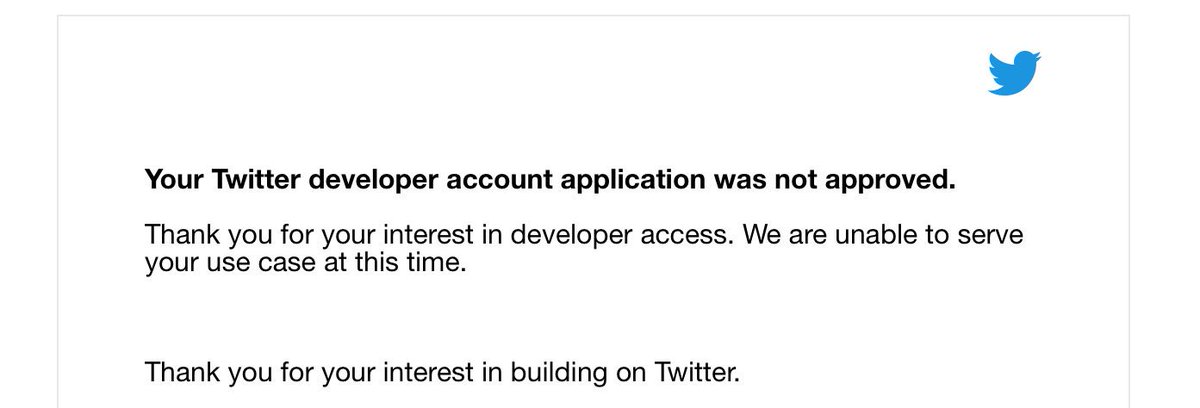 Your Twitter developer account application was not approved.
Thank you for your interest in developer access. We are unable to serve
your use case at this time.
Thank you for your interest in building on Twitter.